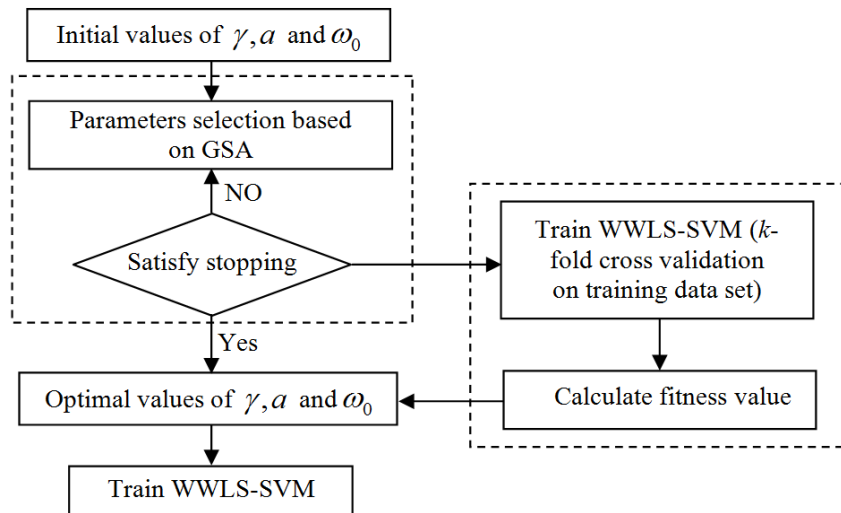 Initial values of γ, a and ω₀
Parameters selection based
on GSA
NO
Satisfy stopping
Yes
Optimal values of γ, a and ω₀
Train WWLS-SVM
Train WWLS-SVM (k-
fold cross validation
on training data set)
Calculate fitness value